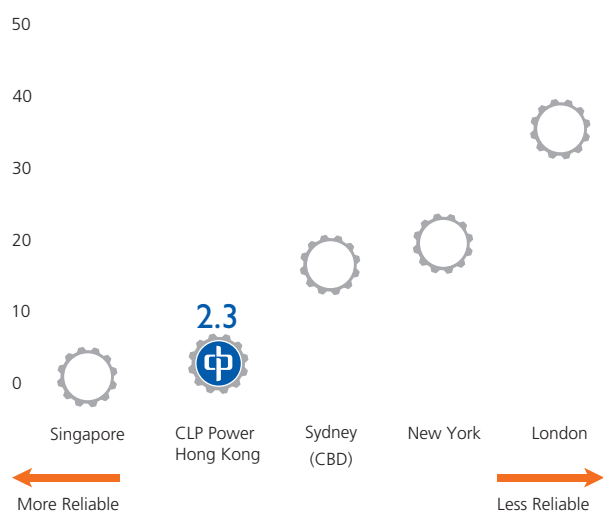 50
40
30
20
10
0
2.3
Singapore
CLP Power
Hong Kong
Sydney
(CBD)
New York
London
More Reliable
Less Reliable